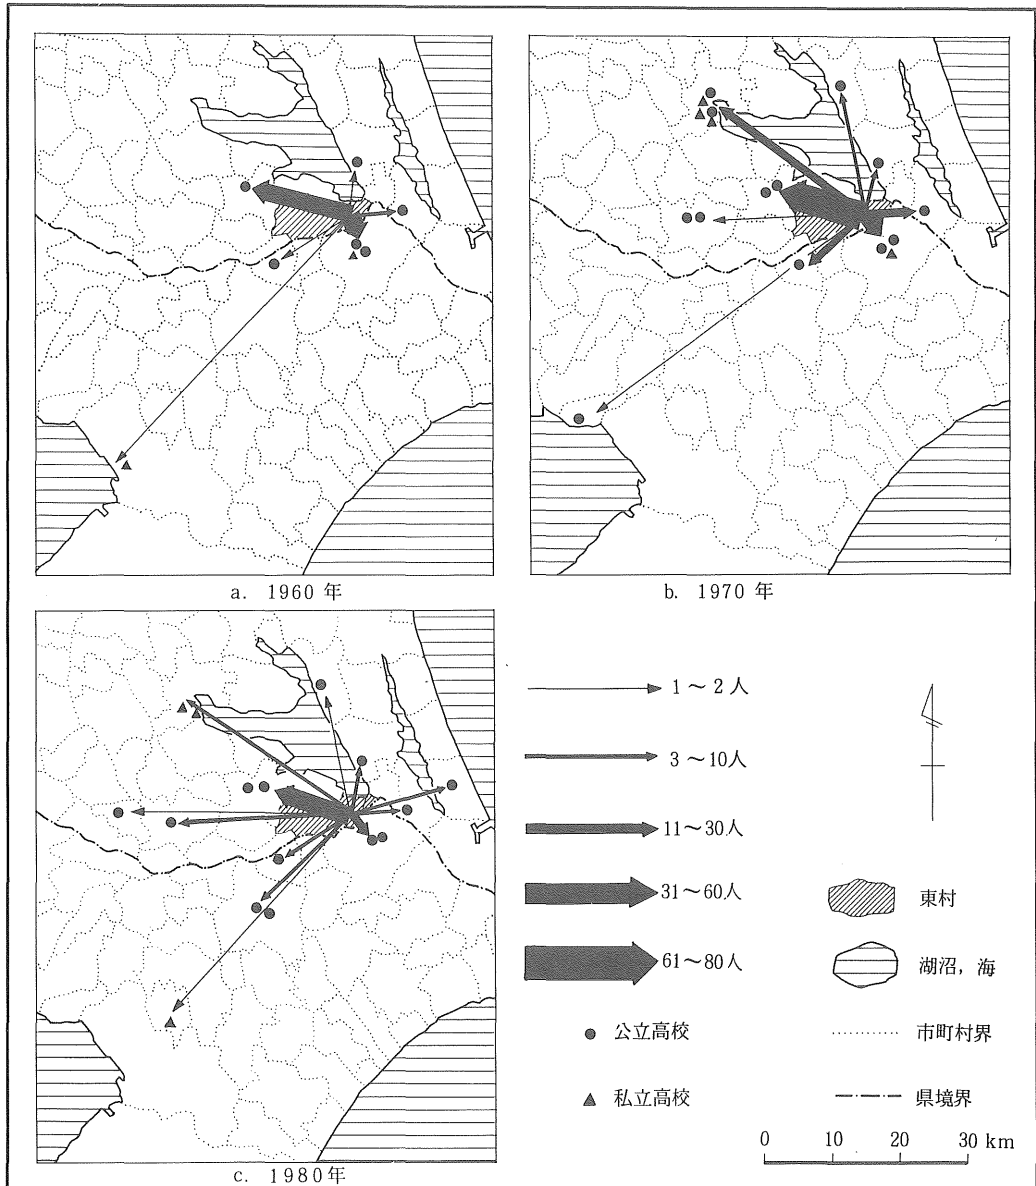 a. 1960 年
b. 1970 年
c. 1980年
1～2人
3～10人
11～30人
31～60人
61～80人
公立高校
私立高校
東村
湖沼，海
市町村界
県境界
0 10 20 30 km